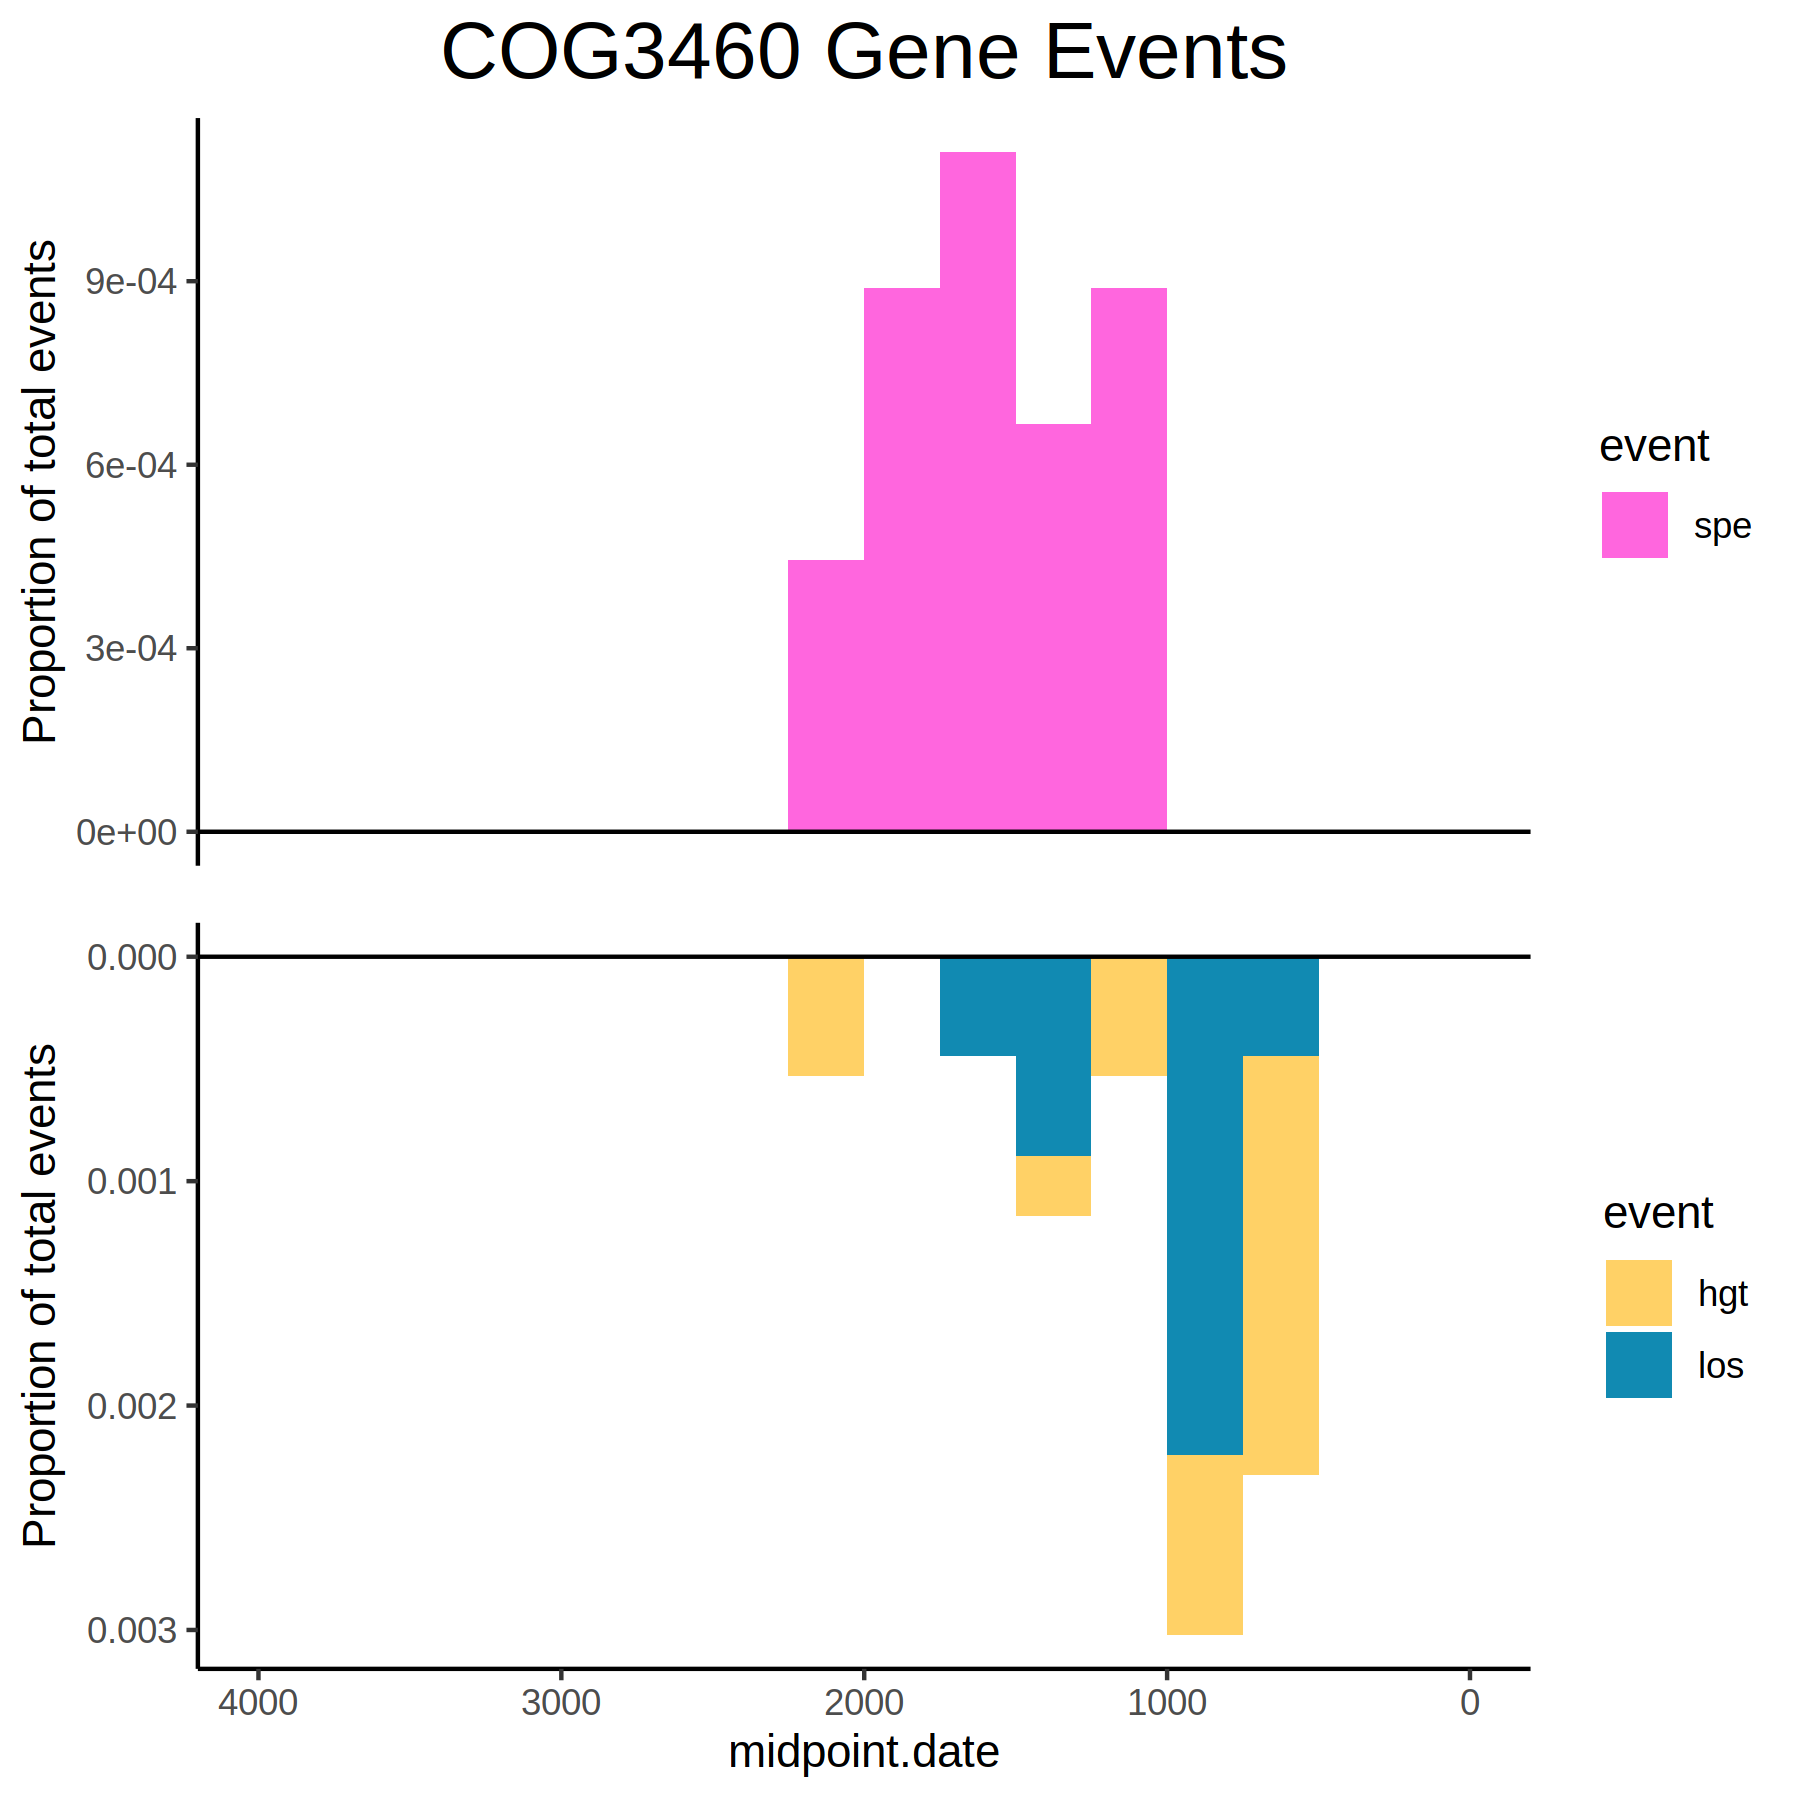 COG3460 Gene Events
Proportion of total events
9e-04
6e-04
3e-04
0e+00
event
spe
Proportion of total events
0.000
0.001
0.002
0.003
event
hgt
los
4000 3000 2000 1000 0
midpoint.date